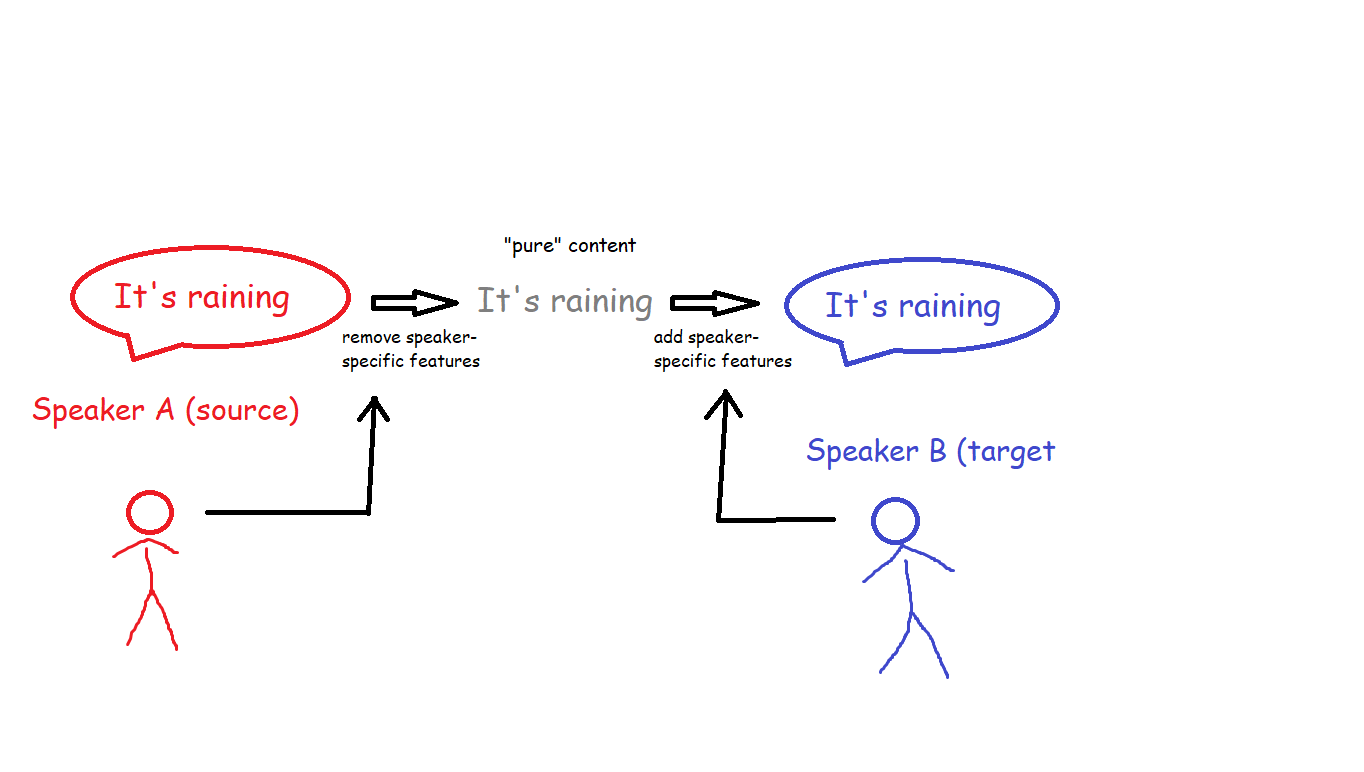 "pure" content
It's raining
It's raining
It's raining
remove speaker-
specific features
add speaker-
specific features
Speaker A (source)
Speaker B (target